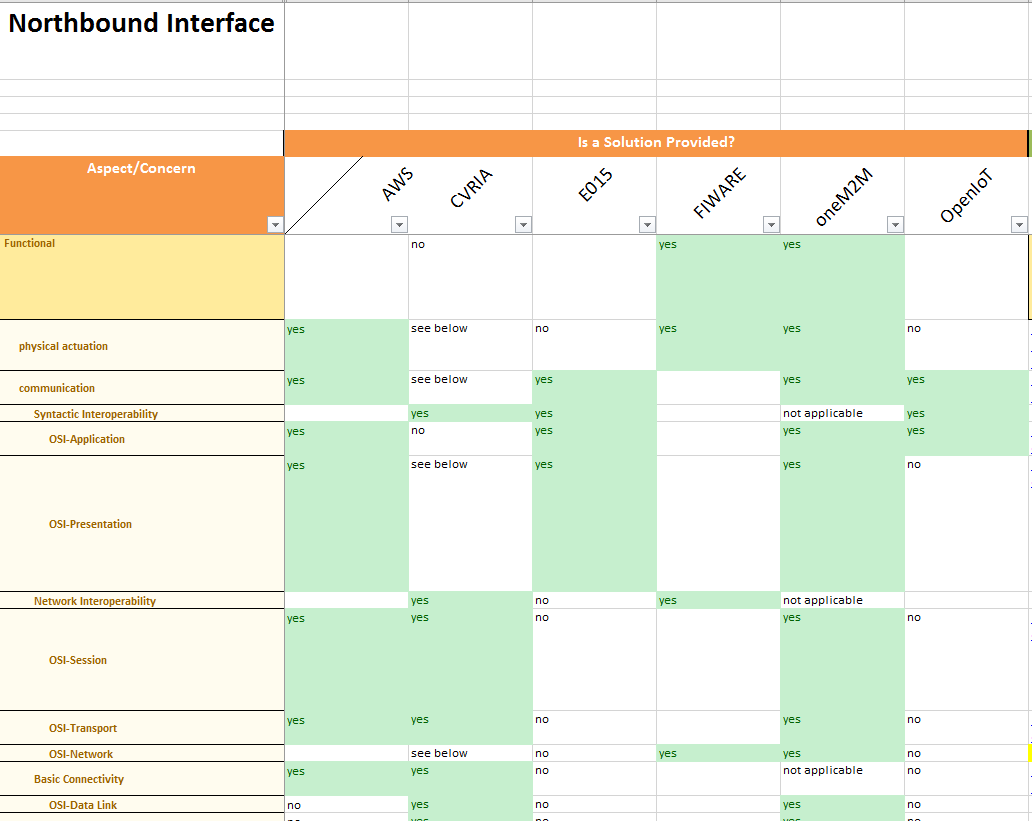 Northbound Interface
Is a Solution Provided?
Aspect/Concern AWS CVRIA E015 FIWARE oneM2M OpenIoT
Functional no yes yes
physical actuation yes see below no yes yes no
communication yes see below yes yes yes
Syntactic Interoperability yes yes not applicable yes
OSI-Application yes no yes yes yes
OSI-Presentation yes see below yes yes no
Network Interoperability yes no yes not applicable
OSI-Session yes yes no yes no
OSI-Transport yes yes no yes no
OSI-Network see below no yes yes no
Basic Connectivity yes yes no not applicable no
OSI-Data Link no yes no yes no